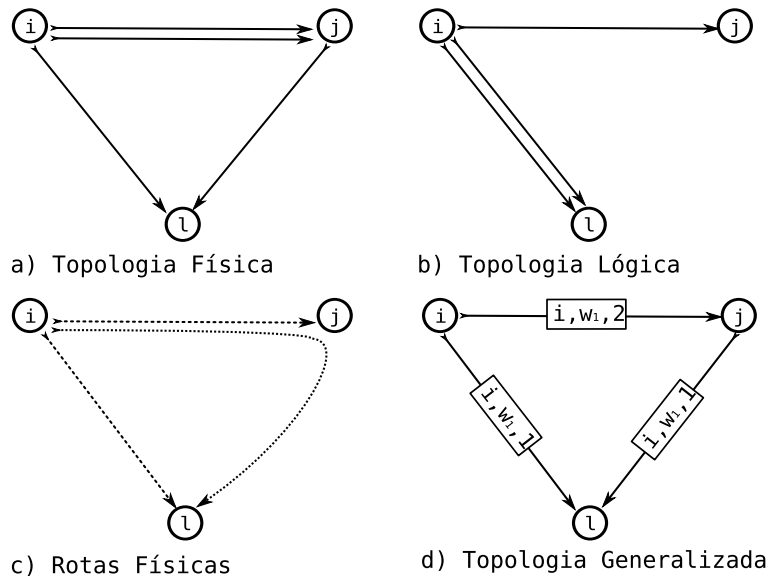 i j
l
a) Topologia Física
i j
l
b) Topologia Lógica
i j
l
c) Rotas Físicas
i i,w₁,2 j
i,w₁,1 i,w₁,1
l
d) Topologia Generalizada